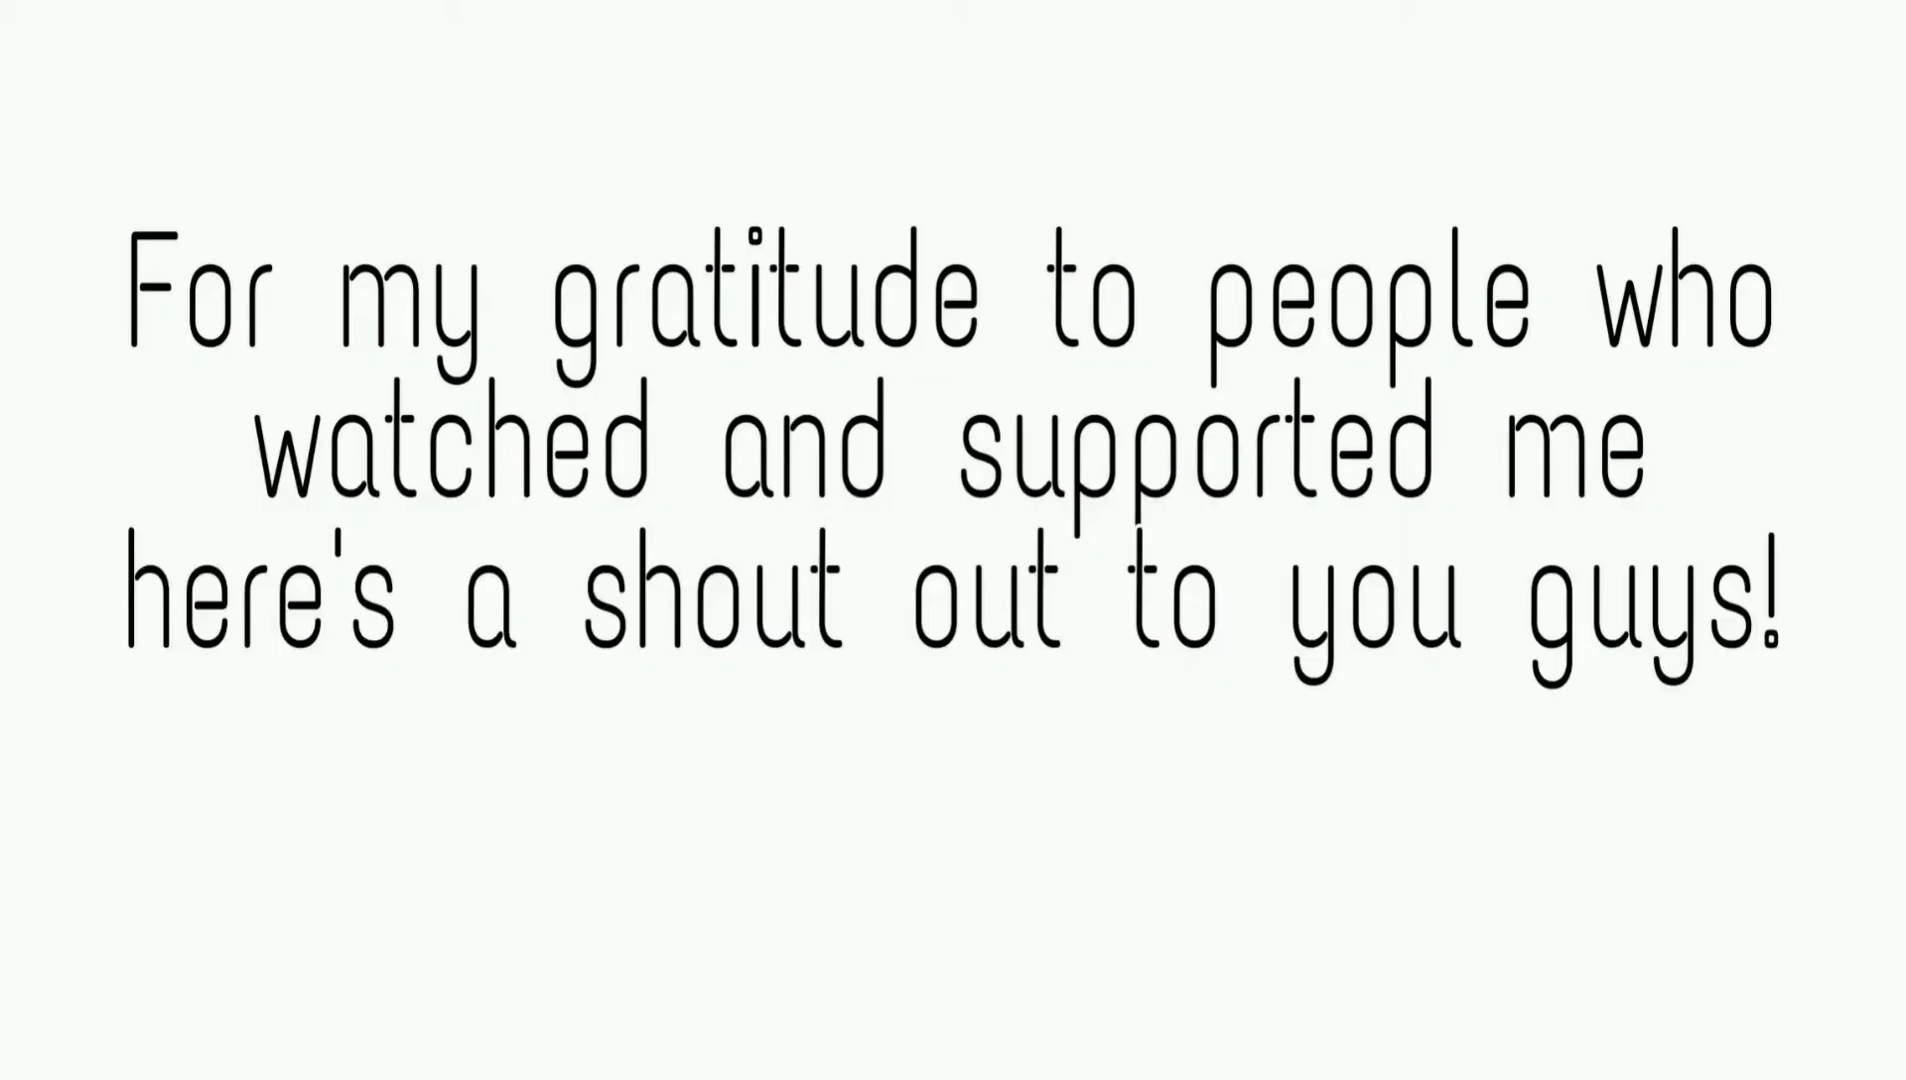 For my gratitude to people who
watched and supported me
here's a shout out to you guys!